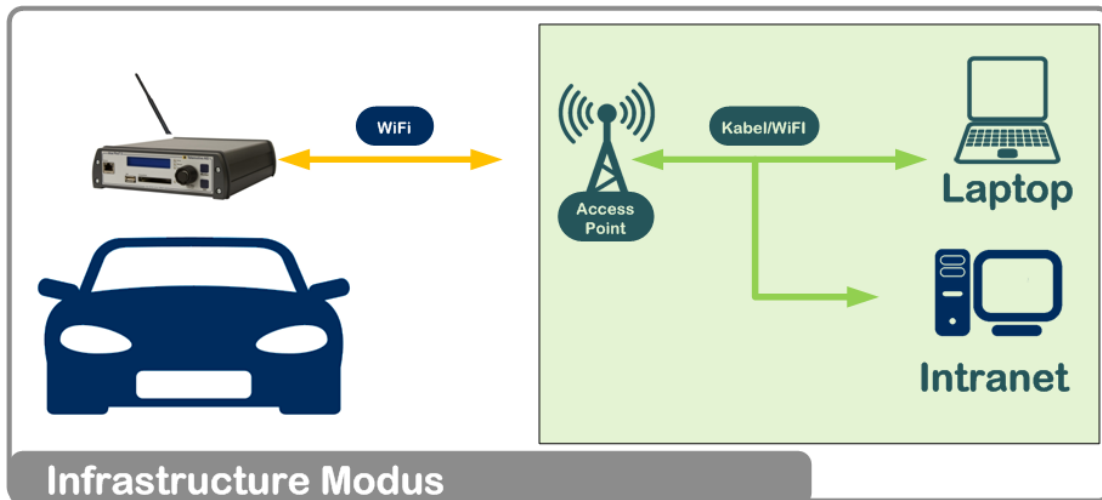 WiFi
Kabel/WiFI
Access
Point
Laptop
Intranet
Infrastructure Modus